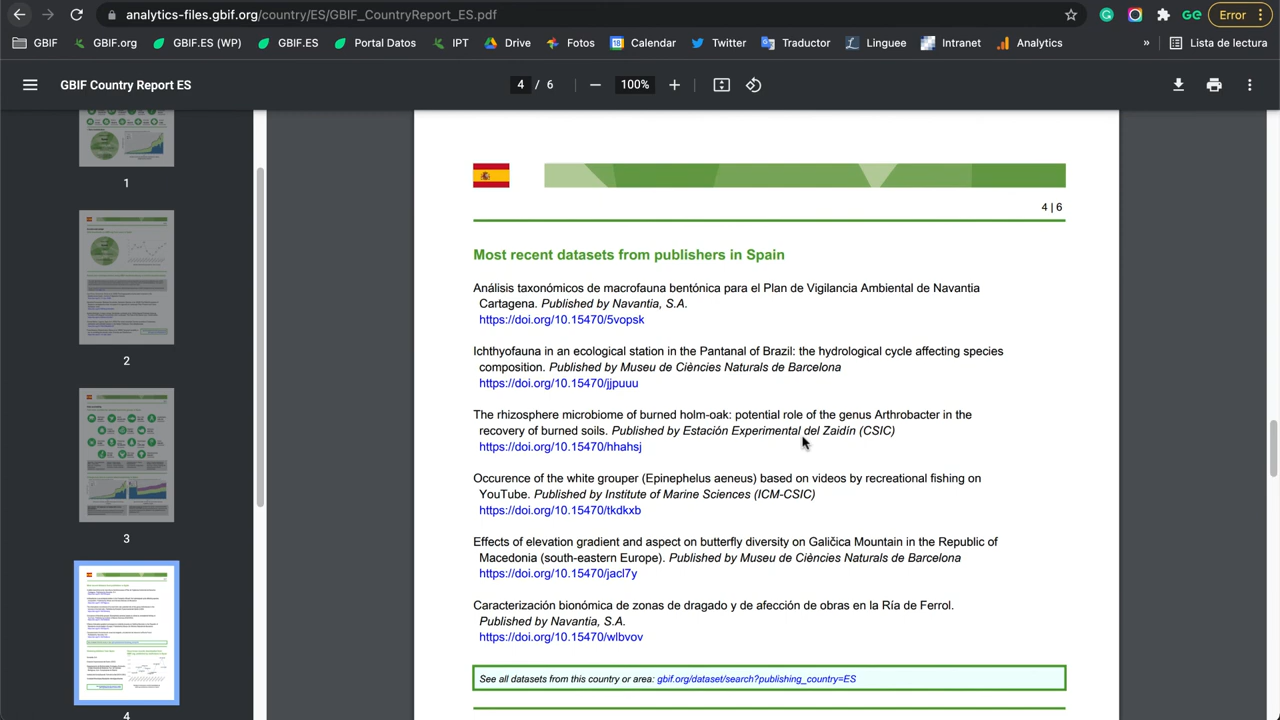 analytics-files.gbif.org/country/ES/GBIF_CountryReport_ES.pdf
Error
GBIF
GBIF.org
GBIF.ES (WP)
GBIF.ES
Portal Datos
IPT
Drive
Fotos
Calendar
Twitter
Traductor
Linguee
Intranet
Analytics
»
Lista de lectura
GBIF Country Report ES
4 / 6
100%
1
2
3
4
4 | 6
Most recent datasets from publishers in Spain
Análisis taxonómicos de macrofauna bentónica para el Plan de Vigilancia Ambiental de Navantia
Cartagena. Published by Navantia, S.A.
https://doi.org/10.15470/5vopsk
Ichthyofauna in an ecological station in the Pantanal of Brazil: the hydrological cycle affecting species
composition. Published by Museu de Ciències Naturals de Barcelona
https://doi.org/10.15470/jjpuuu
The rhizosphere microbiome of burned holm-oak: potential role of the genus Arthrobacter in the
recovery of burned soils. Published by Estación Experimental del Zaidín (CSIC)
https://doi.org/10.15470/hhahsj
Occurence of the white grouper (Epinephelus aeneus) based on videos by recreational fishing on
YouTube. Published by Institute of Marine Sciences (ICM-CSIC)
https://doi.org/10.15470/tkdkxb
Effects of elevation gradient and aspect on butterfly diversity on Galičica Mountain in the Republic of
Macedonia (south-eastern Europe). Published by Museu de Ciències Naturals de Barcelona
https://doi.org/10.15470/jacl7y
Caracterización biológica de zonas de dragado y de sección de obras en la Ría de Ferrol
Published by Navantia, S.A.
https://doi.org/10.15470/wlbvov
See all from this country or area: gbif.org/dataset/search?publishing_country=ES